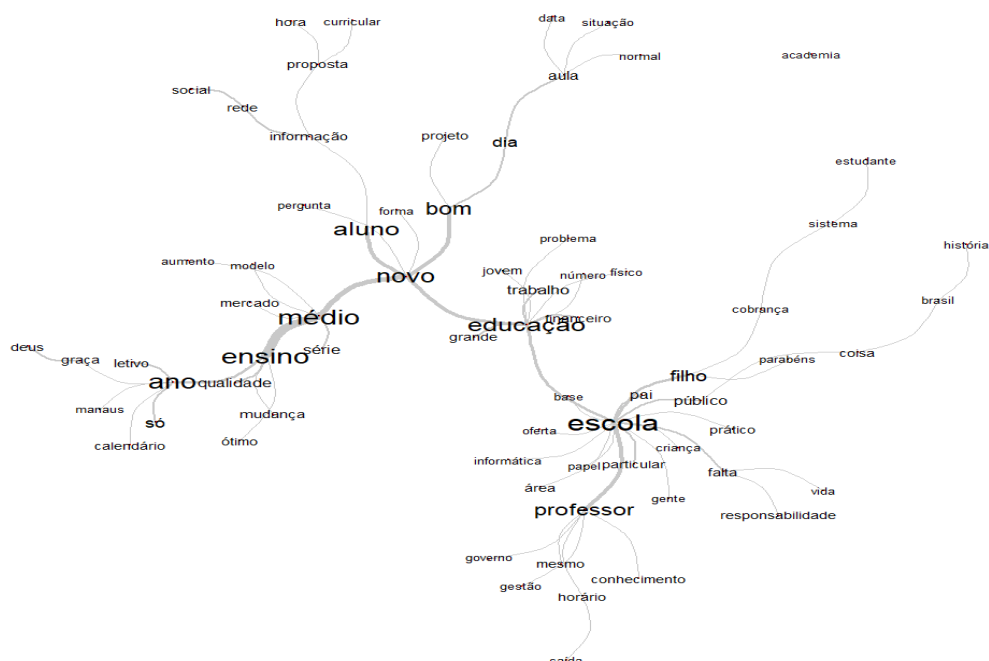 hora
curricular
data
situação
normal
academia
proposta
aula
social
rede
informação
projeto
dia
estudante
pergunta
forma
bom
aluno
sistema
problema
história
aumento
modelo
novo
jovem
número
físico
trabalho
mercado
brasil
cobrança
médio
educação
financeiro
grande
deus
graça
letivo
ensino
série
parabéns
coisa
ano
qualidade
filho
base
pai
público
manaus
só
mudança
escola
prático
calendário
ótimo
oferta
criança
informática
papel
particular
falta
área
gente
vida
professor
responsabilidade
governo
mesmo
gestão
conhecimento
horário
saída